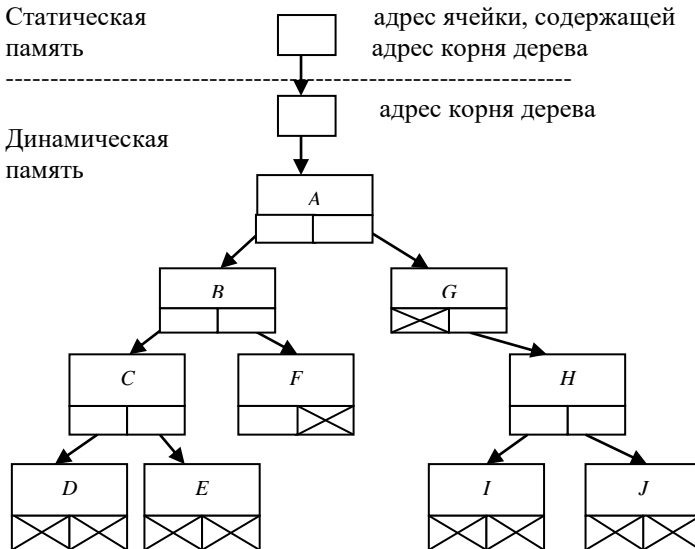 Статическая
память
адрес ячейки, содержащей
адрес корня дерева
адрес корня дерева
Динамическая
память
A
B
G
C
F
H
D
E
I
J